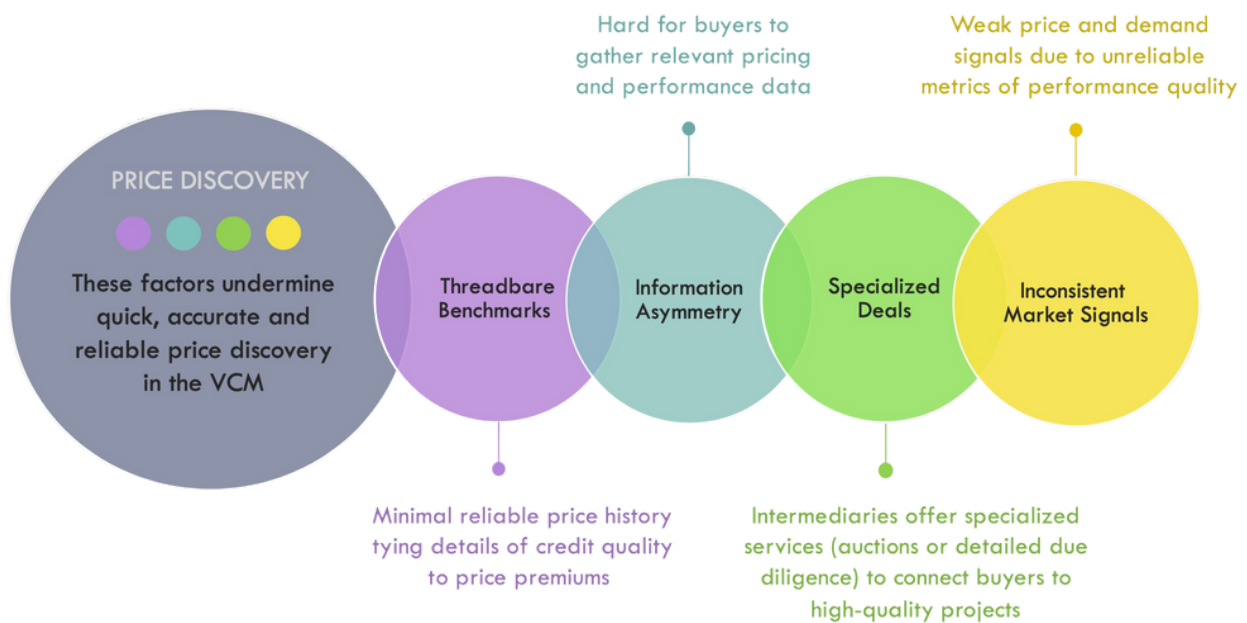 PRICE DISCOVERY
These factors undermine
quick, accurate and
reliable price discovery
in the VCM
Threadbare
Benchmarks
Minimal reliable price history
tying details of credit quality
to price premiums
Hard for buyers to
gather relevant pricing
and performance data
Information
Asymmetry
Specialized
Deals
Intermediaries offer specialized
services (auctions or detailed due
diligence) to connect buyers to
high-quality projects
Weak price and demand
signals due to unreliable
metrics of performance quality
Inconsistent
Market Signals